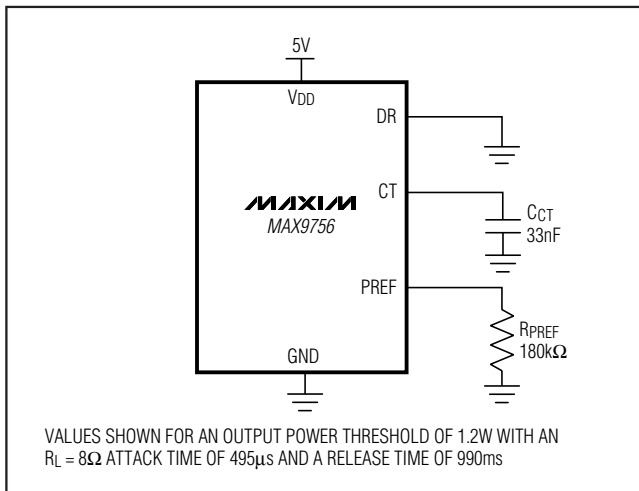 5V
VDD
DR
CT
MAXIM
MAX9756
CCT
33nF
PREF
RPREF
180kΩ
GND
VALUES SHOWN FOR AN OUTPUT POWER THRESHOLD OF 1.2W WITH AN
RL = 8Ω ATTACK TIME OF 495µs AND A RELEASE TIME OF 990ms